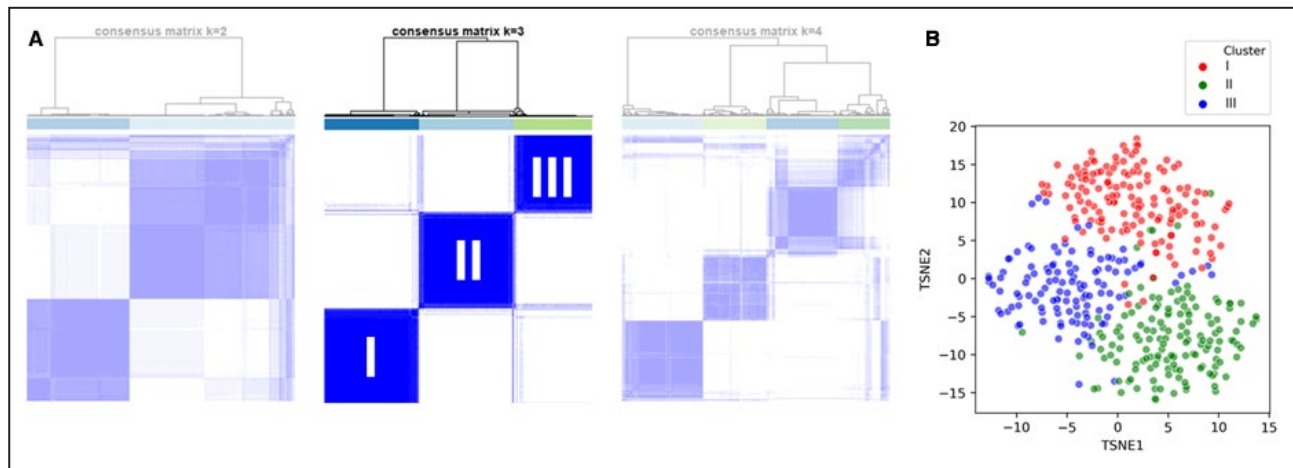 A
consensus matrix k=2
consensus matrix k=3
consensus matrix k=4
I
II
III
B
Cluster
I
II
III
20
15
10
5
0
−5
−10
−15
TSNE2
−10
−5
0
5
10
15
TSNE1